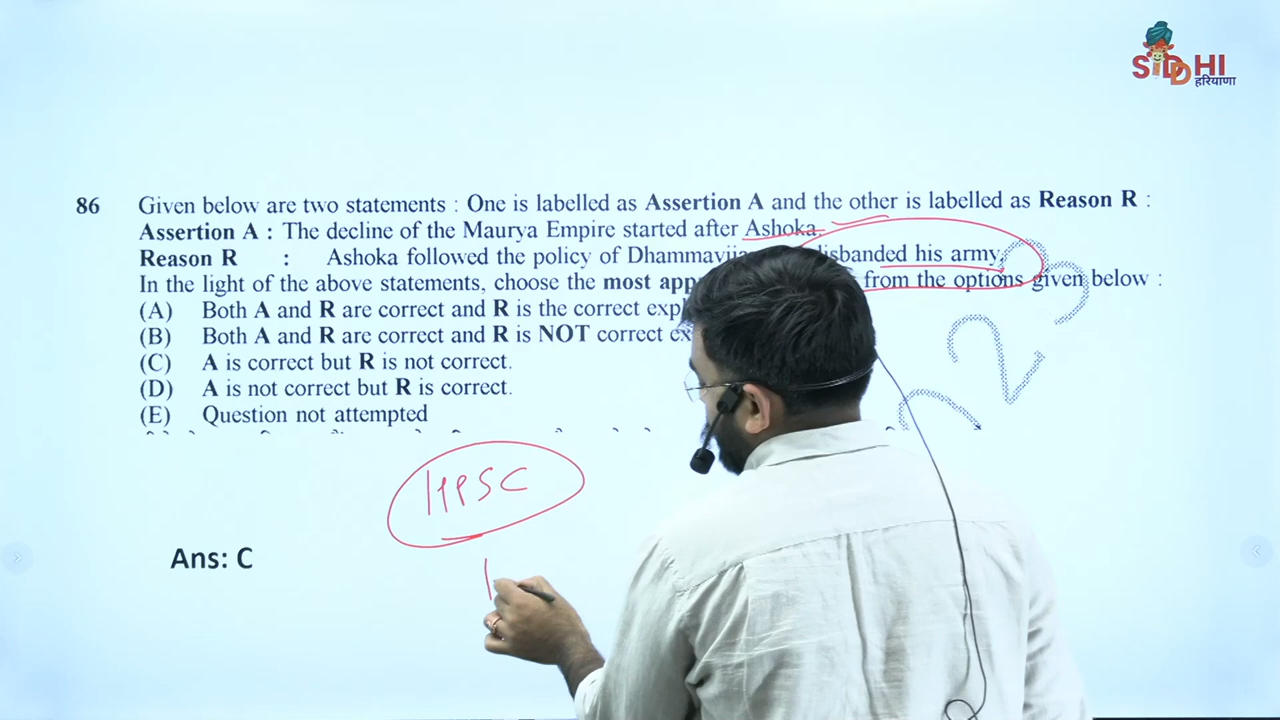 SIDDHI
हरियाणा
86 Given below are two statements : One is labelled as Assertion A and the other is labelled as Reason R :
Assertion A : The decline of the Maurya Empire started after Ashoka.
Reason R : Ashoka followed the policy of disbanded his army.
In the light of the above statements, choose the most from the options given below :
(A) Both A and R are correct and R is the correct
(B) Both A and R are correct and R is NOT correct
(C) A is correct but R is not correct.
(D) A is not correct but R is correct.
(E) Question not attempted
HPSC
Ans: C